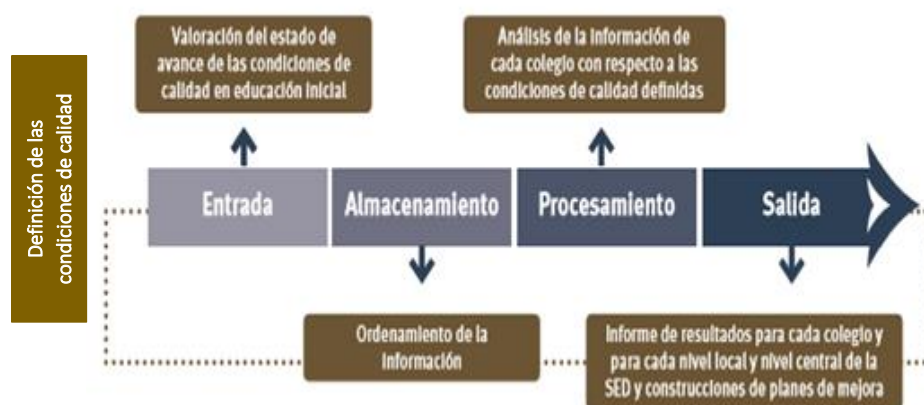 Definición de las
condiciones de calidad
Valoración del estado de
avance de las condiciones de
calidad en educación inicial
Análisis de la información de
cada colegio con respecto a las
condiciones de calidad definidas
Entrada
Almacenamiento
Procesamiento
Salida
Ordenamiento de la
información
Informe de resultados para cada colegio y
para cada nivel local y nivel central de la
SED y construcciones de planes de mejora